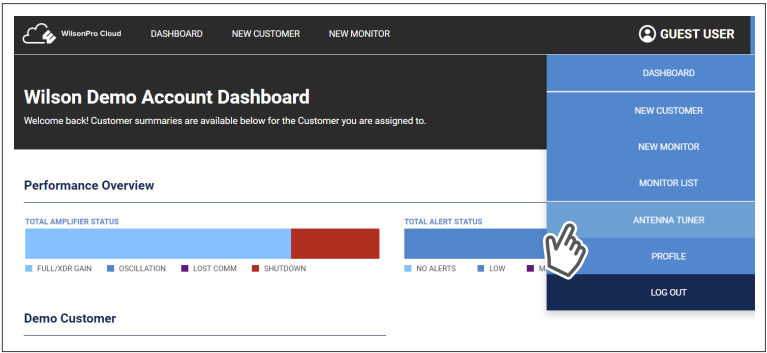 WilsonPro Cloud DASHBOARD NEW CUSTOMER NEW MONITOR GUEST USER
DASHBOARD
NEW CUSTOMER
NEW MONITOR
MONITOR LIST
ANTENNA TUNER
PROFILE
LOG OUT
Wilson Demo Account Dashboard
Welcome back! Customer summaries are available below for the Customer you are assigned to.
Performance Overview
TOTAL AMPLIFIER STATUS
FULL/XDR GAIN OSCILLATION LOST COMM SHUTDOWN
TOTAL ALERT STATUS
NO ALERTS LOW M
Demo Customer